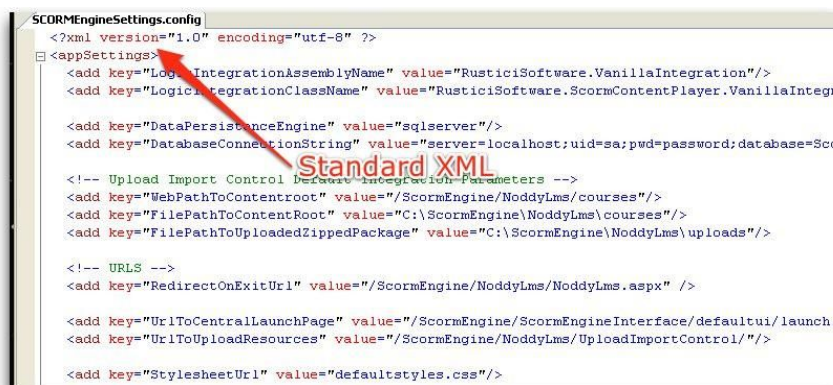 SCORMEngineSettings.config
<?xml version="1.0" encoding="utf-8" ?>
<appSettings>
<add key="LogicIntegrationAssemblyName" value="RusticiSoftware.VanillaIntegration"/>
<add key="LogicIntegrationClassName" value="RusticiSoftware.ScormContentPlayer.VanillaIntegr
<add key="DataPersistanceEngine" value="sqlserver"/>
<add key="DatabaseConnectionString" value="server=localhost;uid=sa;pwd=password;database=Sco
Standard XML
<!-- Upload Import Control Default Integration Parameters -->
<add key="WebPathToContentroot" value="/ScormEngine/NoddyLms/courses"/>
<add key="FilePathToContentRoot" value="C:\ScormEngine\NoddyLms\courses"/>
<add key="FilePathToUploadedZippedPackage" value="C:\ScormEngine\NoddyLms\uploads"/>
<!-- URLS -->
<add key="RedirectOnExitUrl" value="/ScormEngine/NoddyLms/NoddyLms.aspx" />
<add key="UrlToCentralLaunchPage" value="/ScormEngine/ScormEngineInterface/defaultui/launch
<add key="UrlToUploadResources" value="/ScormEngine/NoddyLms/UploadImportControl/"/>
<add key="StylesheetUrl" value="defaultstyles.css"/>